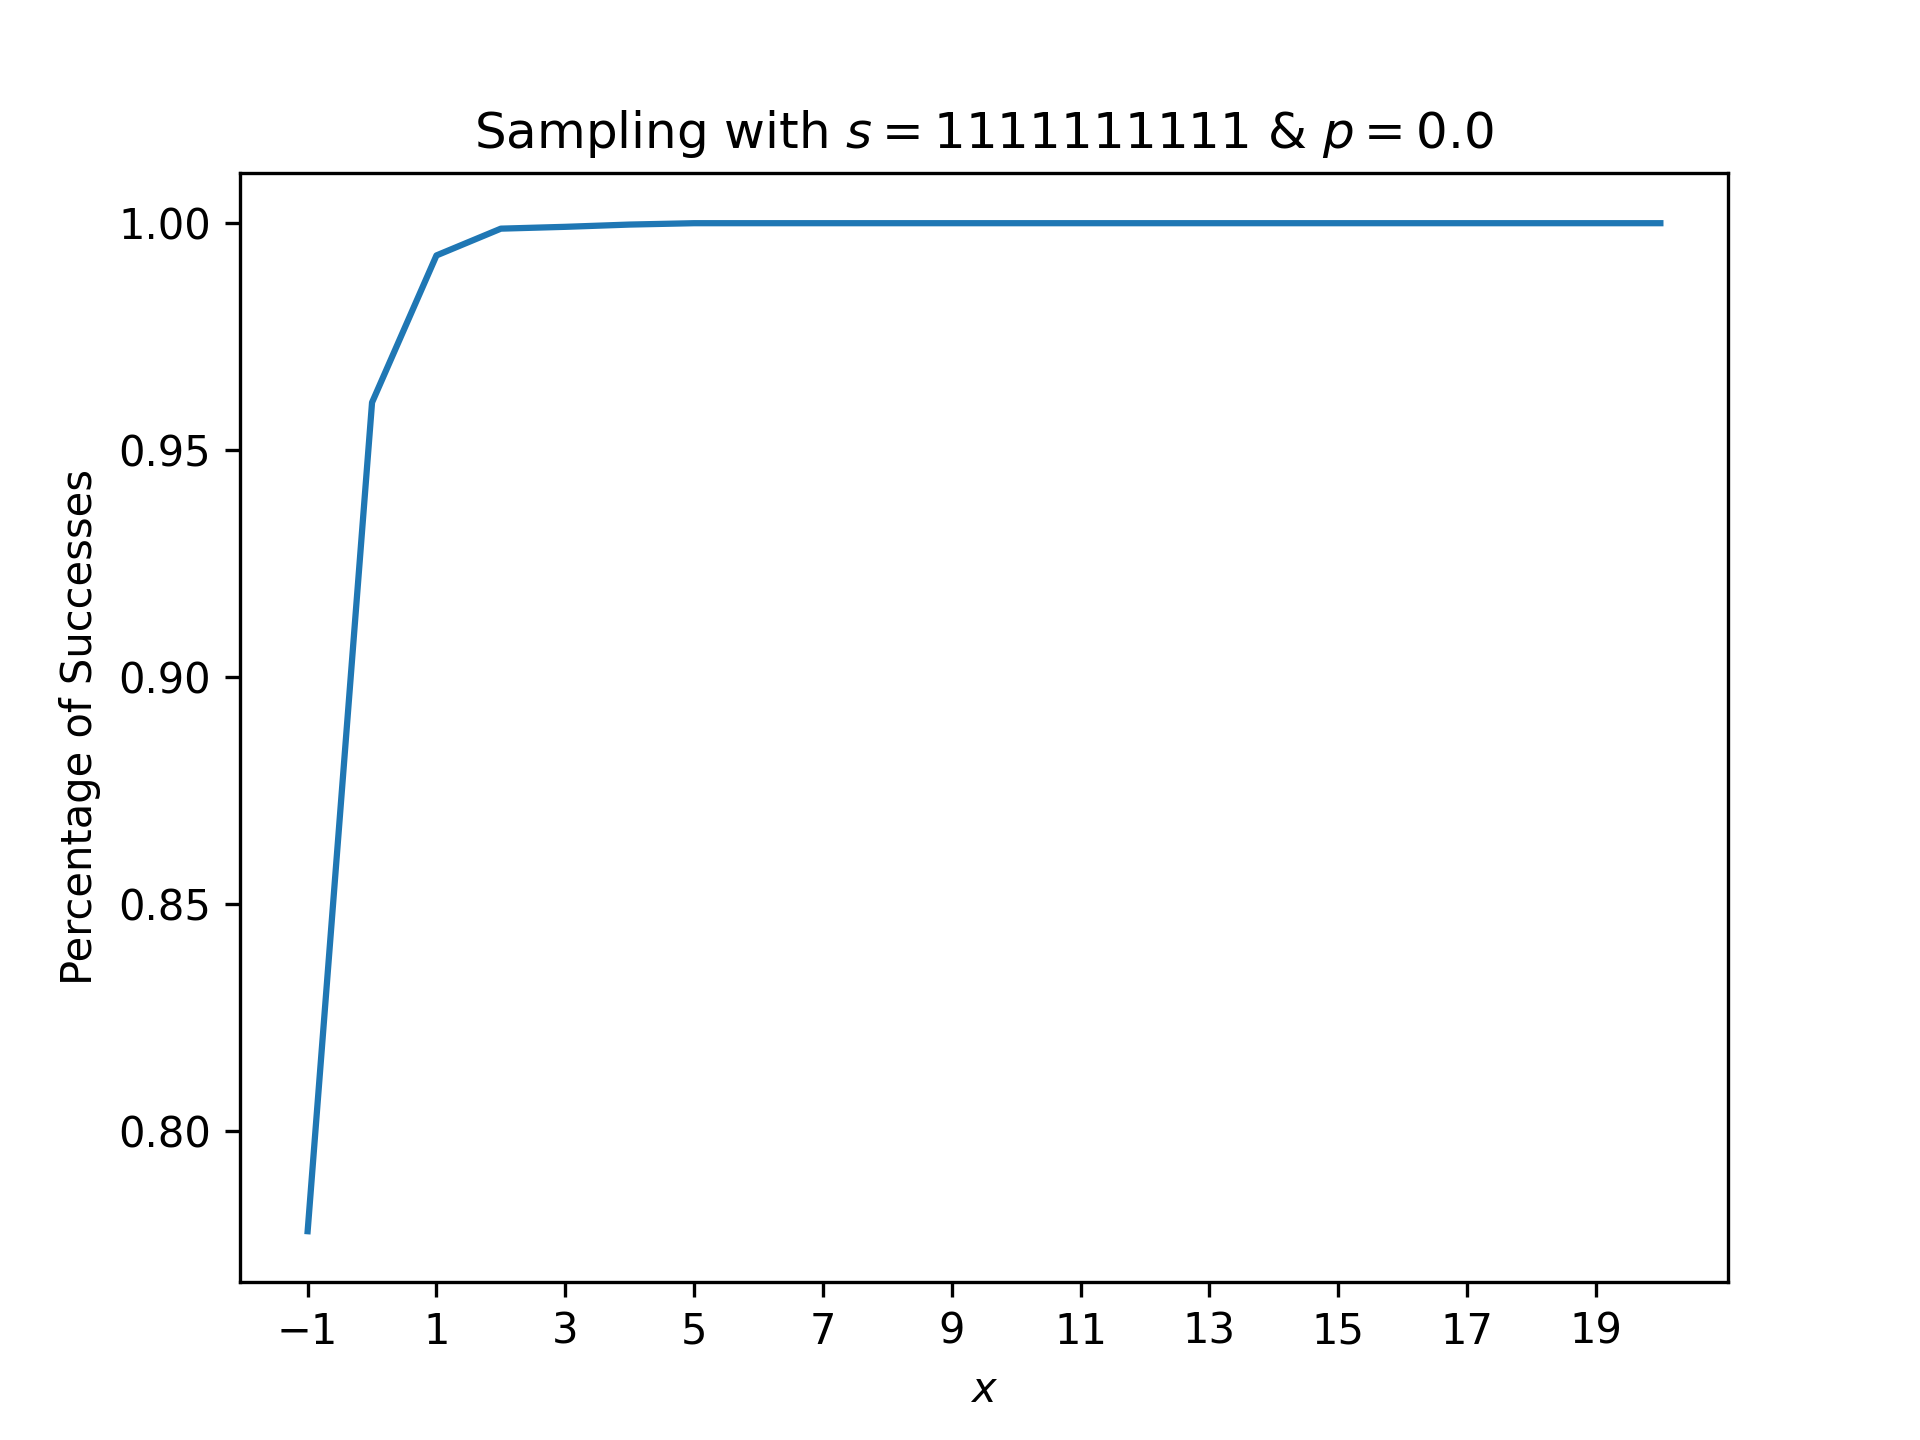 Sampling with s = 1111111111 & p = 0.0
Percentage of Successes
1.00
0.95
0.90
0.85
0.80
−1 1 3 5 7 9 11 13 15 17 19
x